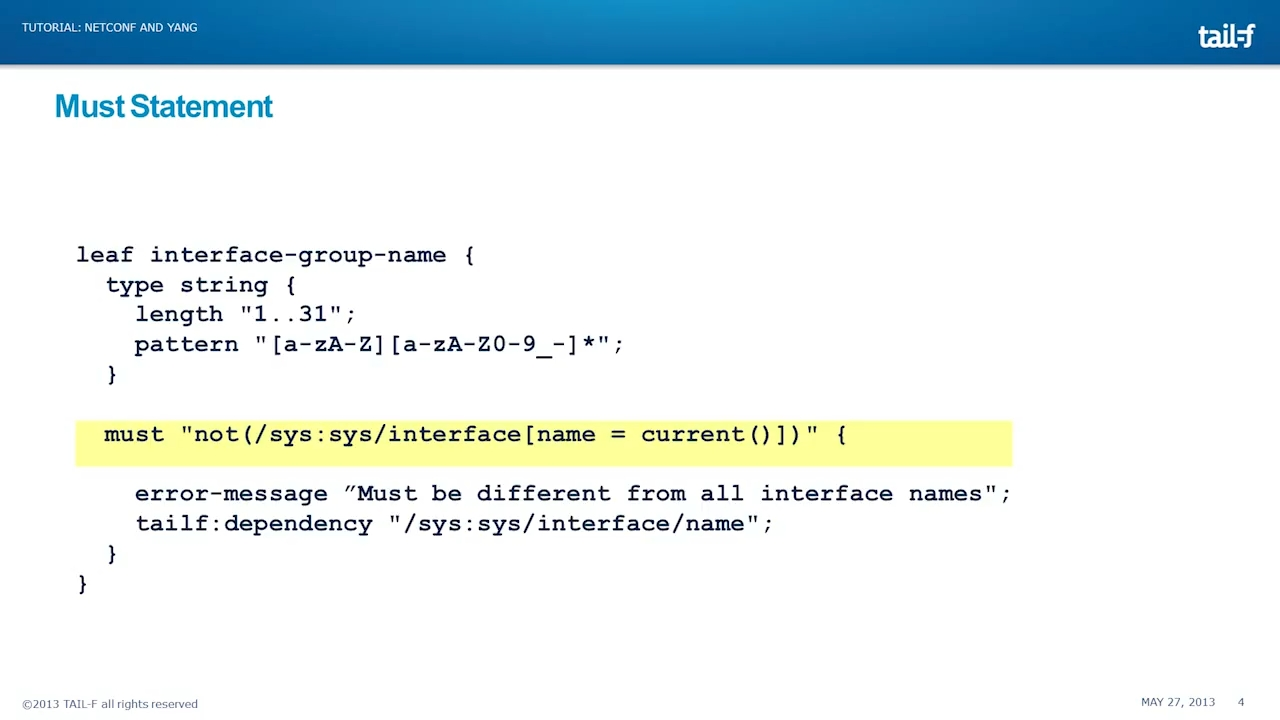 TUTORIAL: NETCONF AND YANG
tail-f
Must Statement
leaf interface-group-name {
  type string {
    length "1..31";
    pattern "[a-zA-Z][a-zA-Z0-9_-]*";
  }
  must "not(/sys:sys/interface[name = current()])" {
    error-message ”Must be different from all interface names";
    tailf:dependency "/sys:sys/interface/name";
  }
}
©2013 TAIL-F all rights reserved
MAY 27, 2013 4